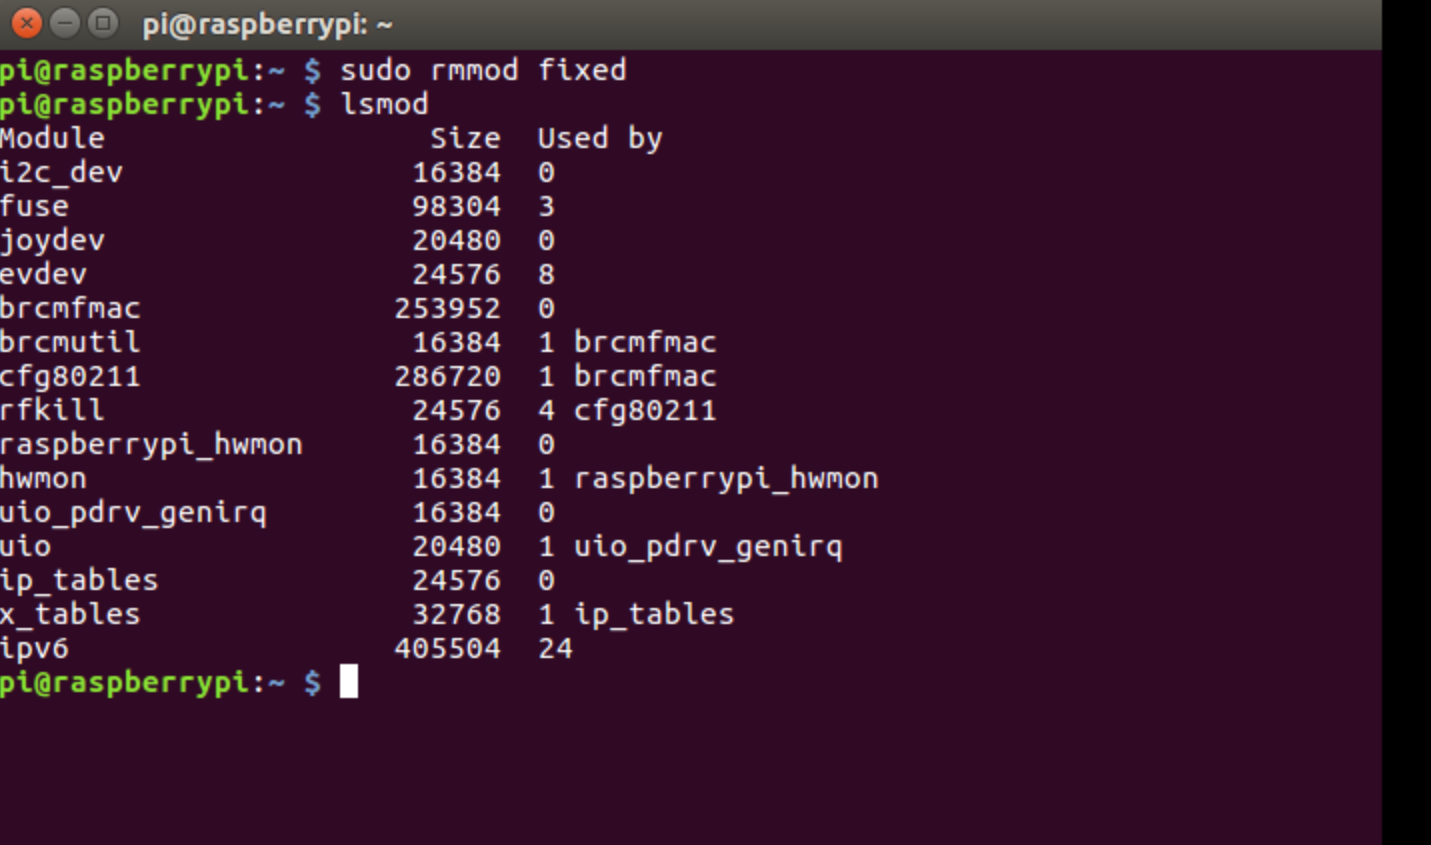 pi@raspberrypi: ~
pi@raspberrypi:~ $ sudo rmmod fixed
pi@raspberrypi:~ $ lsmod
Module                  Size  Used by
i2c_dev                16384  0
fuse                   98304  3
joydev                 20480  0
evdev                  24576  8
brcmfmac              253952  0
brcmutil               16384  1 brcmfmac
cfg80211              286720  1 brcmfmac
rfkill                 24576  4 cfg80211
raspberrypi_hwmon      16384  0
hwmon                  16384  1 raspberrypi_hwmon
uio_pdrv_genirq        16384  0
uio                    20480  1 uio_pdrv_genirq
ip_tables              24576  0
x_tables               32768  1 ip_tables
ipv6                  405504  24
pi@raspberrypi:~ $